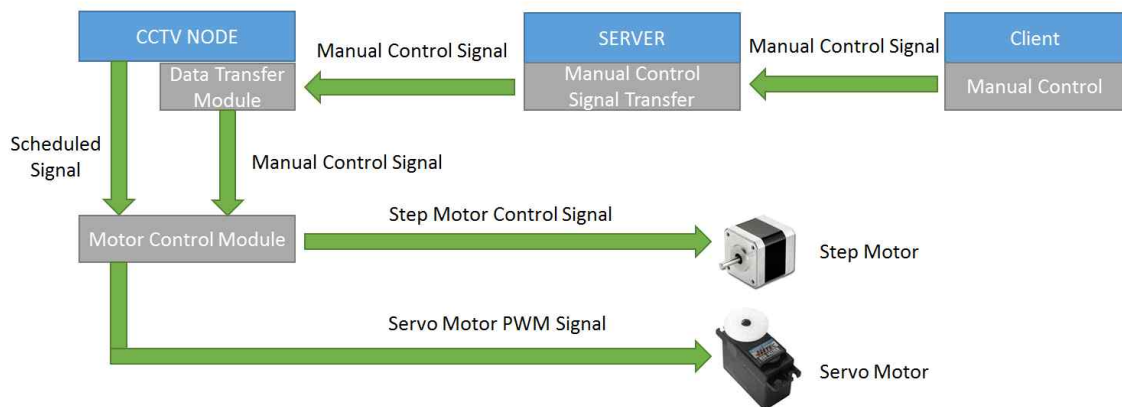 CCTV NODE
SERVER
Client
Manual Control Signal
Manual Control Signal
Data Transfer
Module
Manual Control
Signal Transfer
Manual Control
Scheduled
Signal
Manual Control Signal
Motor Control Module
Step Motor Control Signal
Step Motor
Servo Motor PWM Signal
Servo Motor